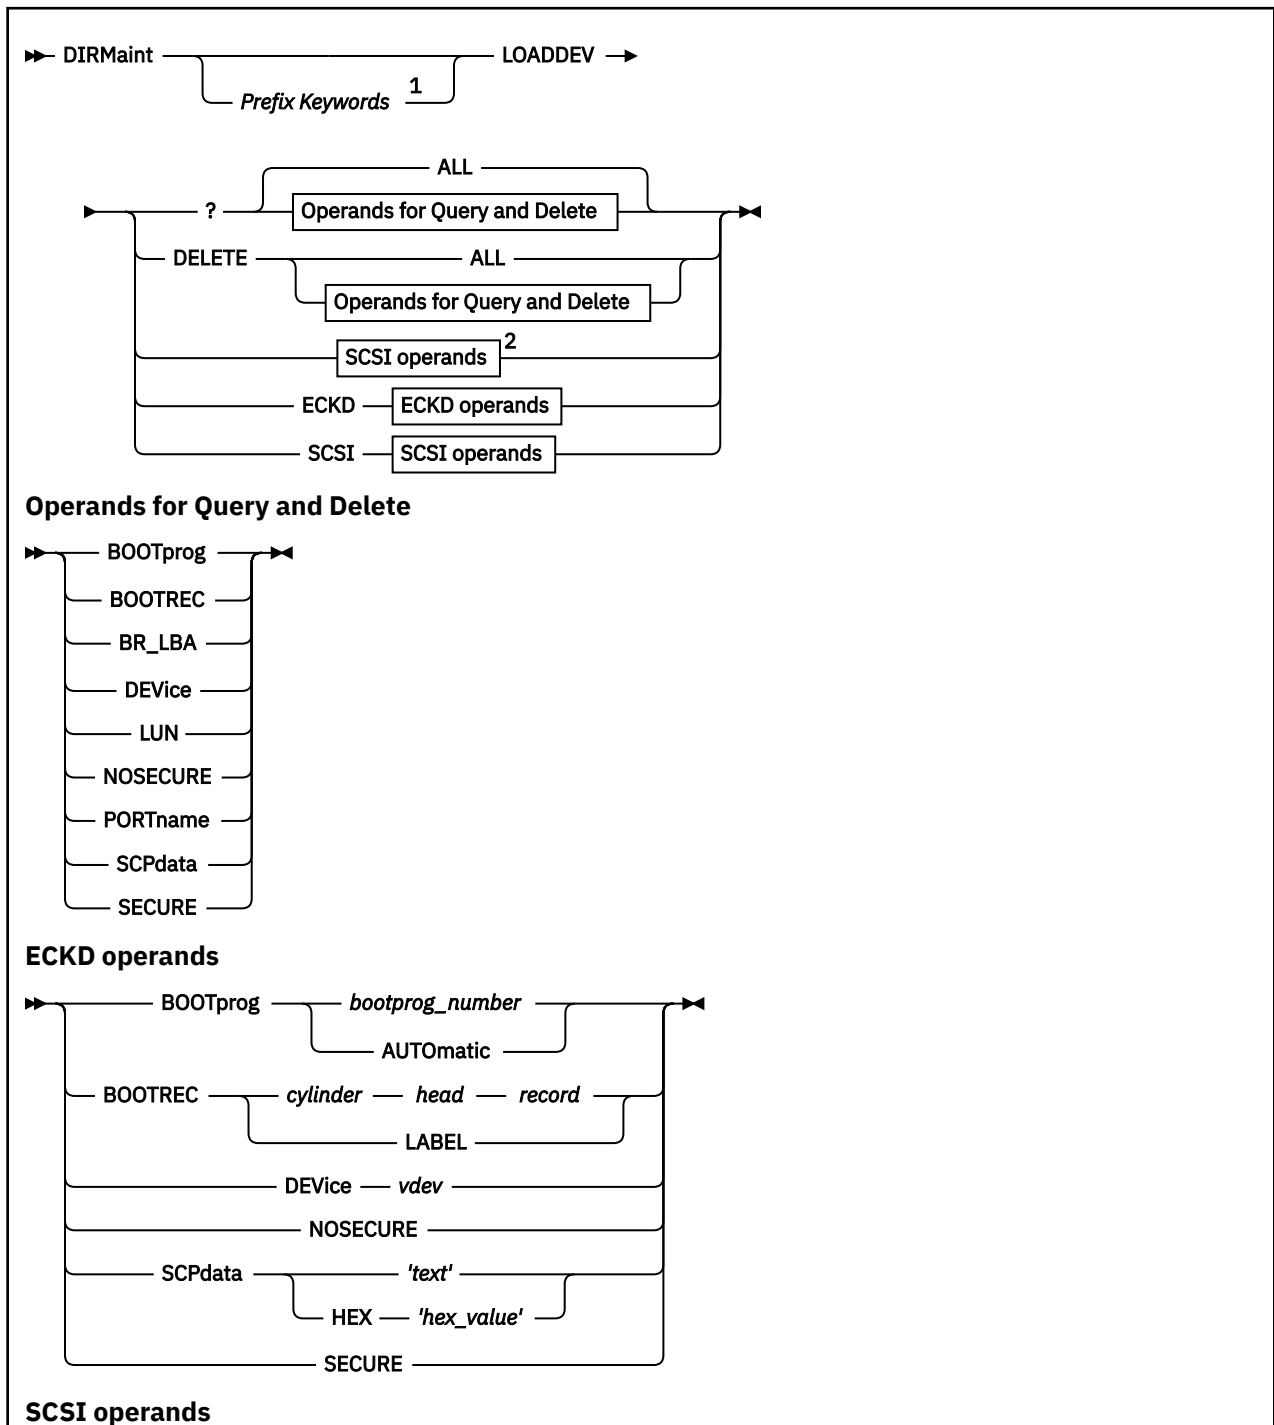 DIRMaint LOADDEV
Prefix Keywords 1
ALL
? Operands for Query and Delete
DELETE ALL
Operands for Query and Delete
SCSI operands 2
ECKD ECKD operands
SCSI SCSI operands
Operands for Query and Delete
BOOTprog
BOOTREC
BR_LBA
DEVice
LUN
NOSECURE
PORTname
SCPdata
SECURE
ECKD operands
BOOTprog bootprog_number
AUTOmatic
BOOTREC cylinder head record
LABEL
DEVice vdev
NOSECURE
SCPdata 'text'
HEX 'hex_value'
SECURE
SCSI operands